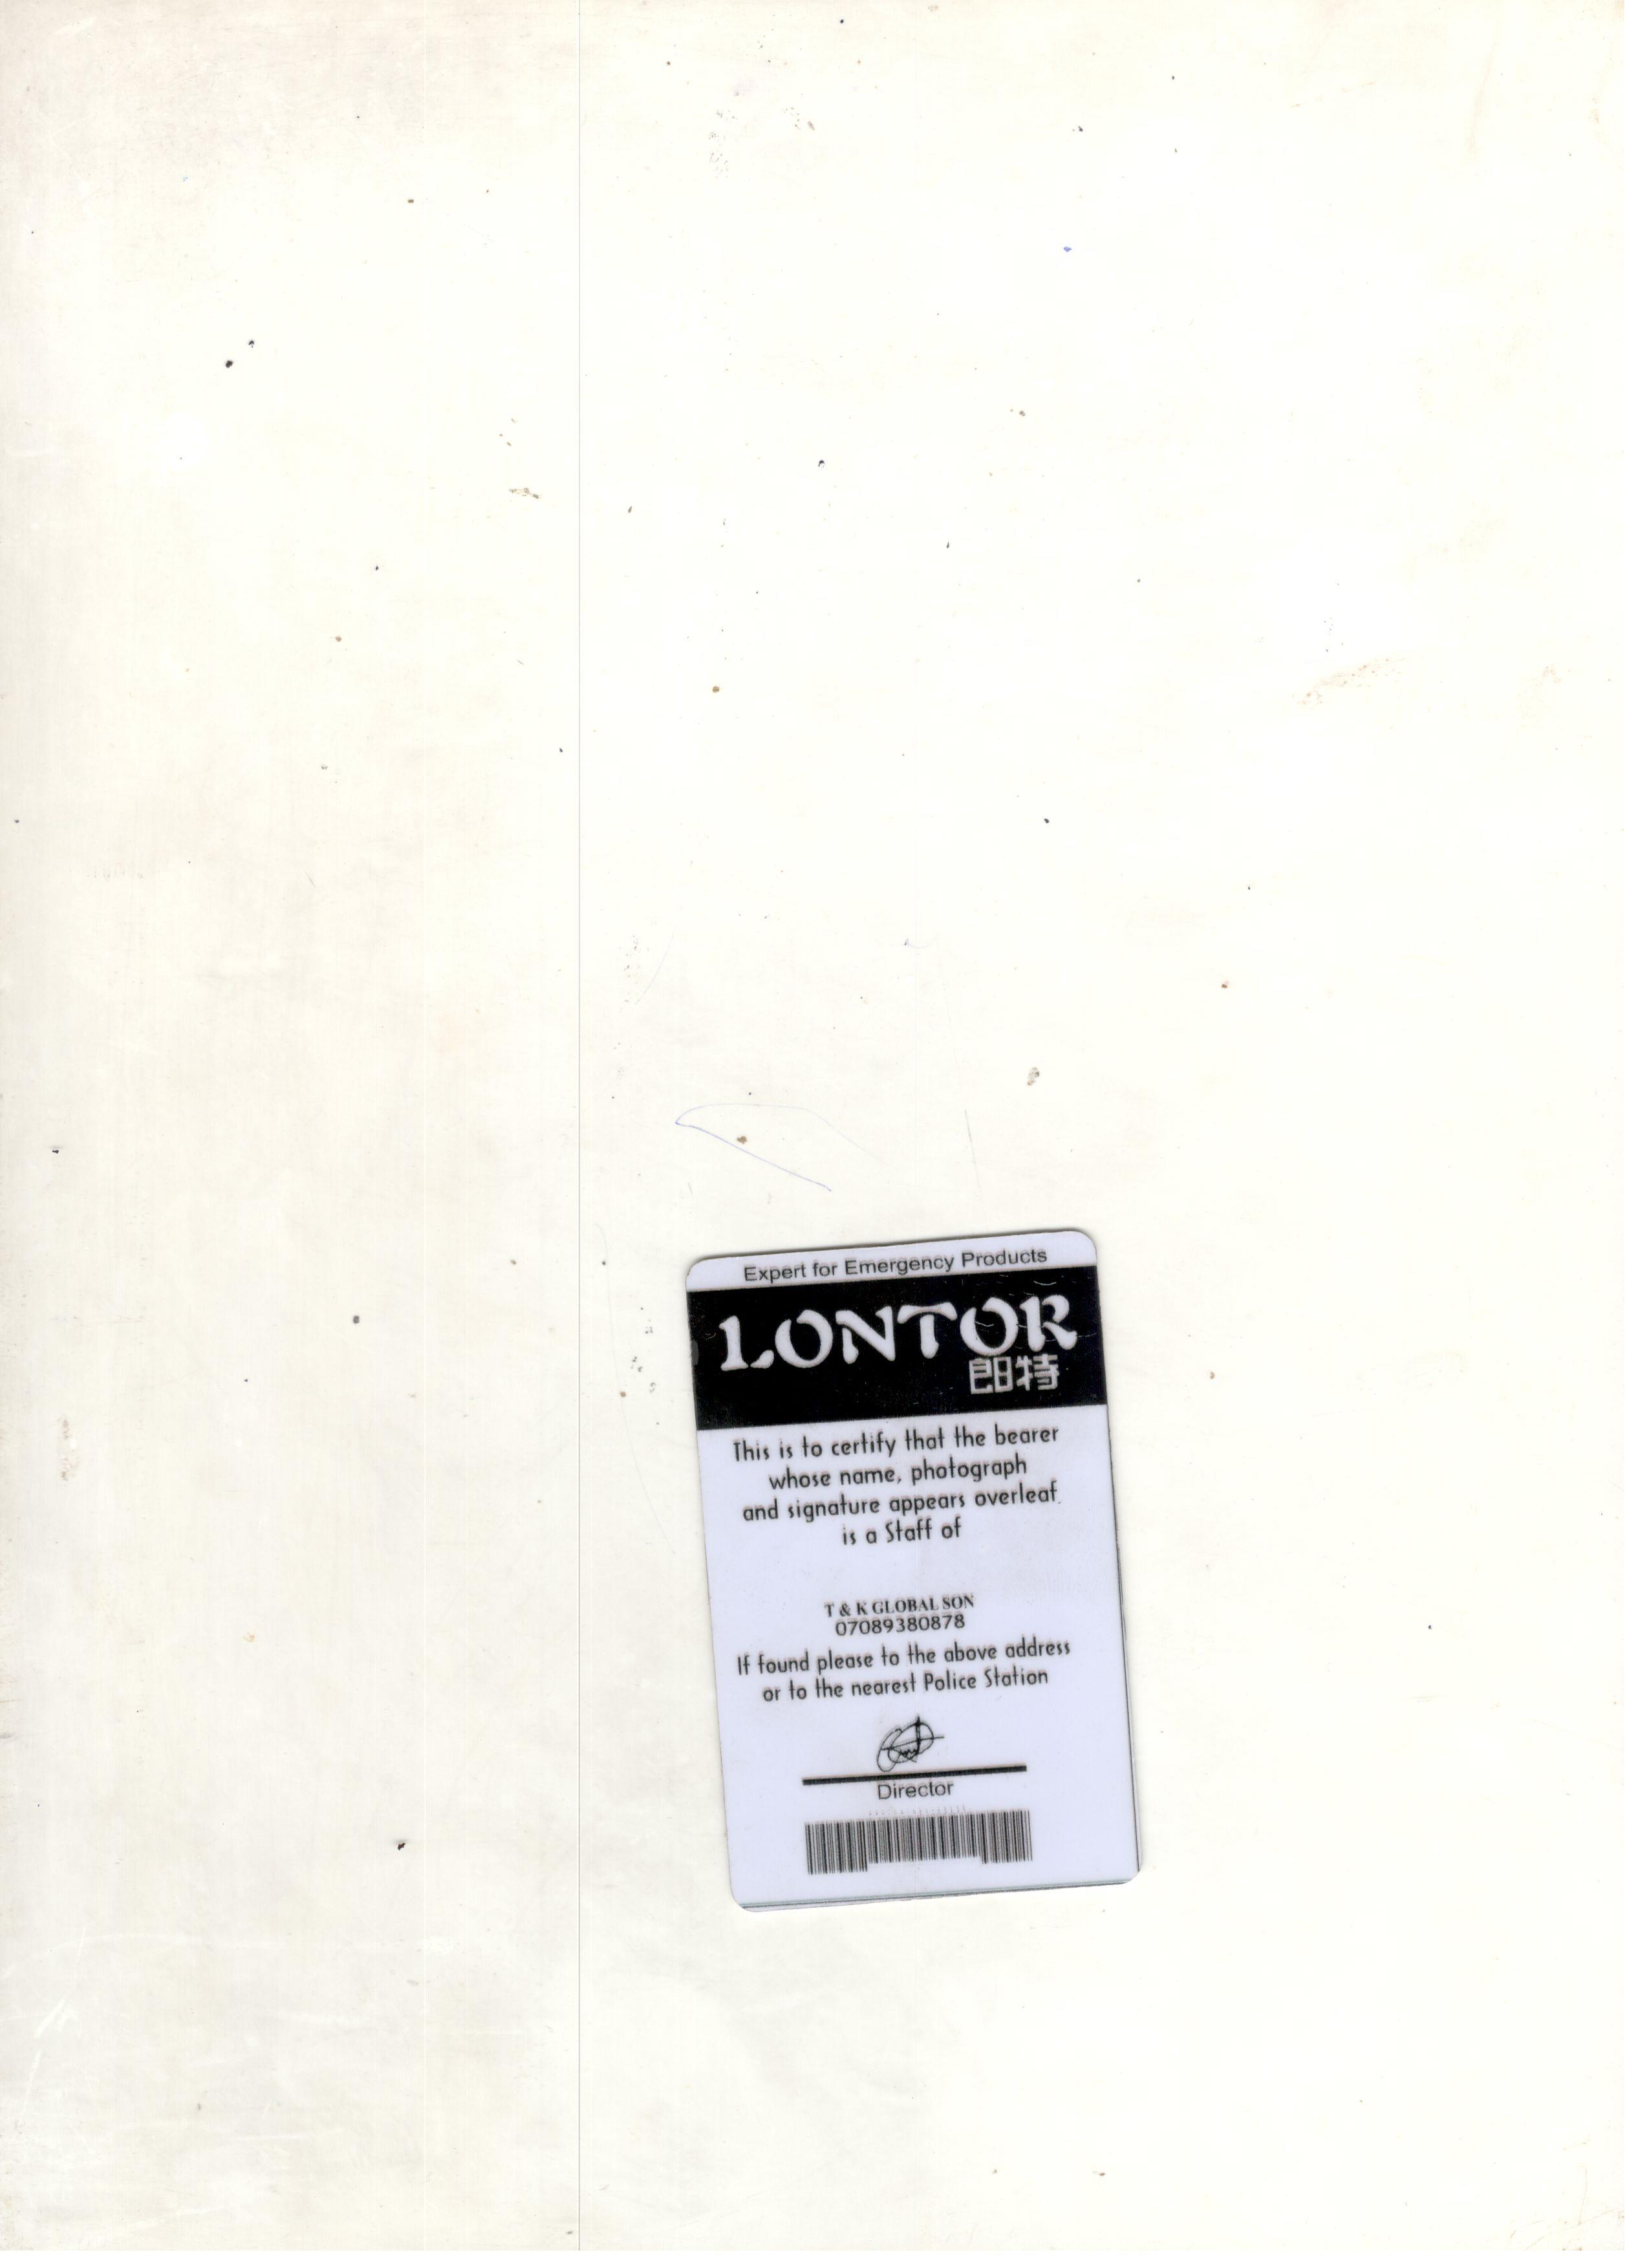 Expert for Emergency Products
LONTOR
郎特
This is to certify that the bearer
whose name, photograph
and signature appears overleaf.
is a Staff of
T & K GLOBAL SON
07089380878
If found please to the above address
or to the nearest Police Station
Director